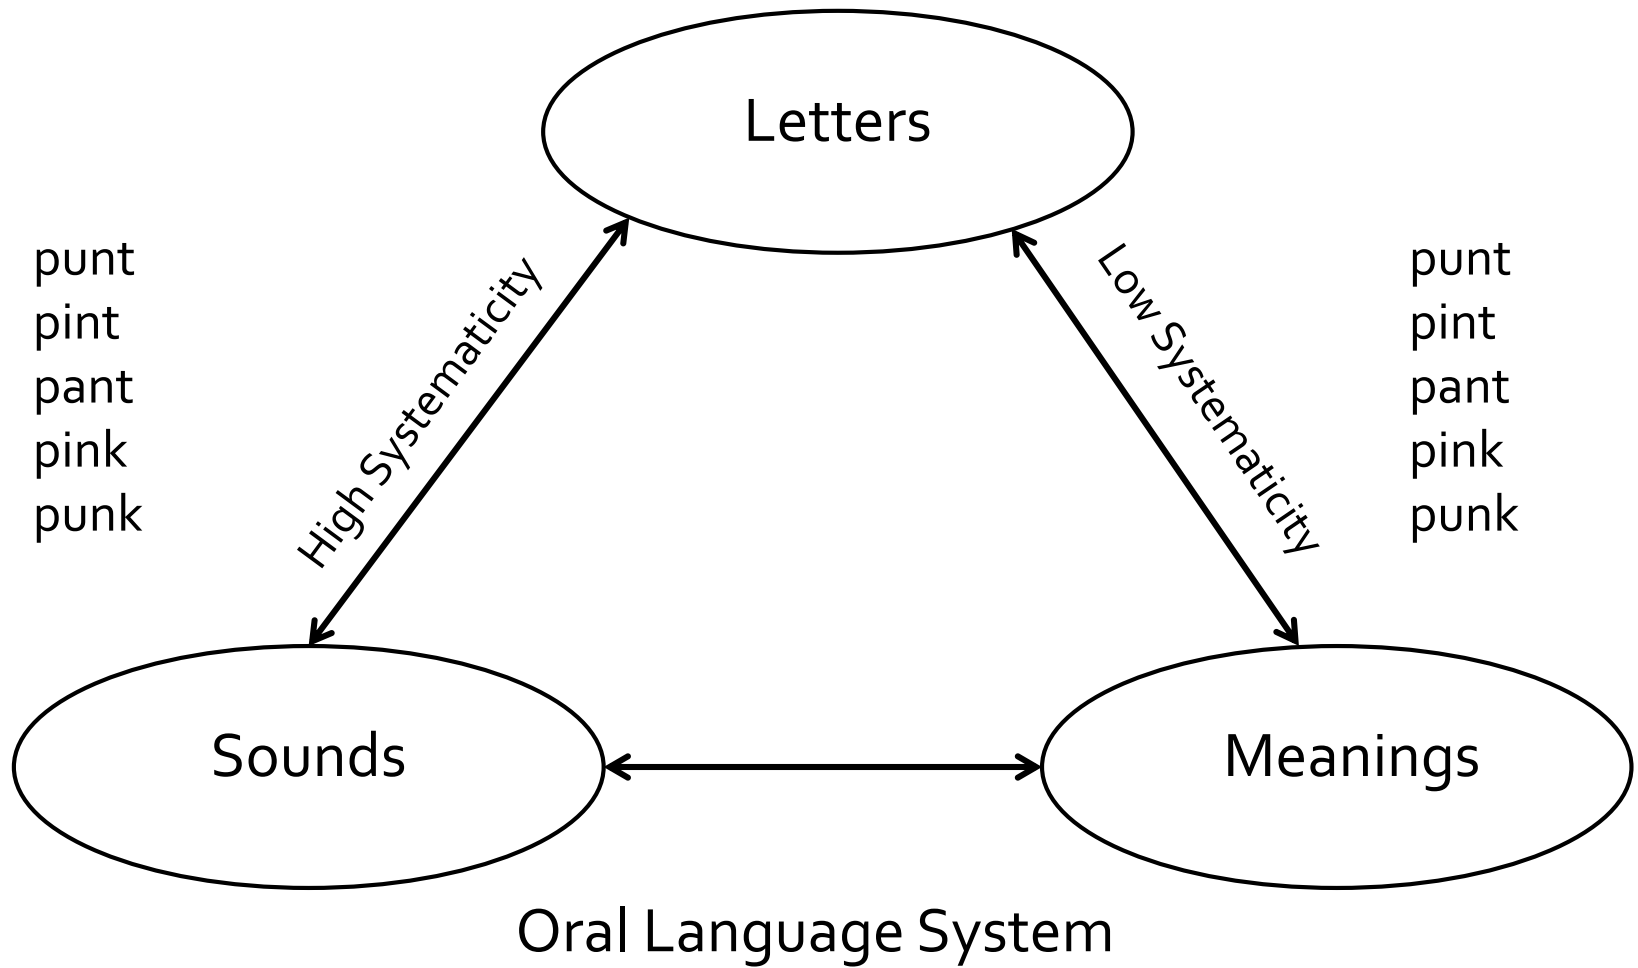 Letters
High Systematicity
Low Systematicity
punt
pint
pant
pink
punk
punt
pint
pant
pink
punk
Sounds
Meanings
Oral Language System